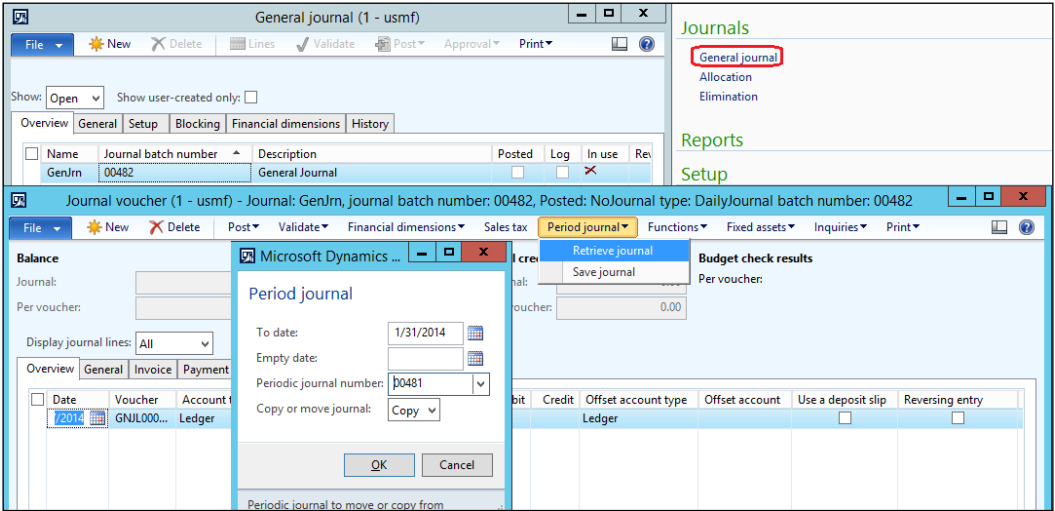 General journal (1 - usmf)
File New Delete Lines Validate Post Approval Print
Show: Open Show user-created only:
Overview General Setup Blocking Financial dimensions History
Name Journal batch number Description Posted Log In use Rev
GenJrn 00482 General Journal
Journals
General journal
Allocation
Elimination
Reports
Setup
Journal voucher (1 - usmf) - Journal: GenJrn, journal batch number: 00482, Posted: NoJournal type: DailyJournal batch number: 00482
File New Delete Post Validate Financial dimensions Sales tax Period journal Functions Fixed assets Inquiries Print
Retrieve journal
Save journal
Balance
Journal:
Per voucher:
Budget check results
Per voucher:
0.00
Display journal lines: All
Overview General Invoice Payment
Date Voucher Account Credit Offset account type Offset account Use a deposit slip Reversing entry
/2014 GNJL000... Ledger Ledger
Microsoft Dynamics ...
Period journal
To date: 1/31/2014
Empty date:
Periodic journal number: 00481
Copy or move journal: Copy
OK Cancel
Periodic journal to move or copy from